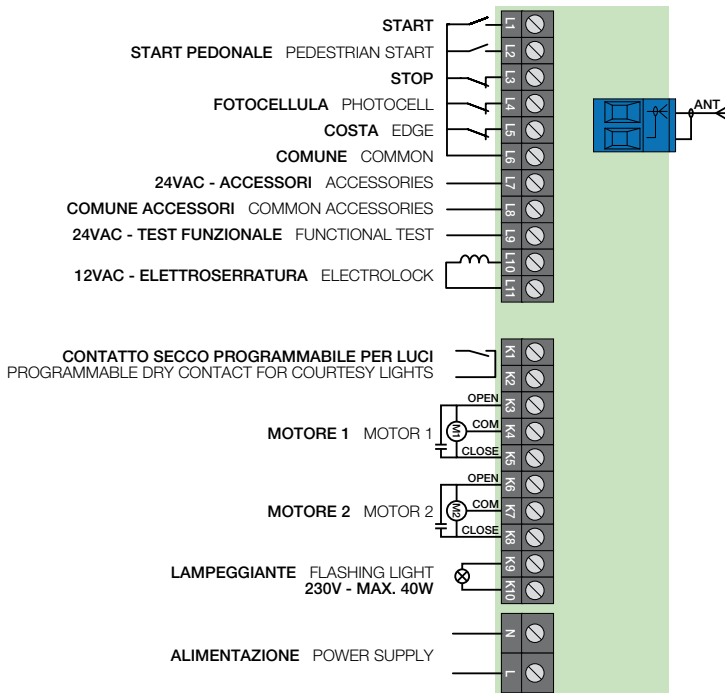 START L1
START PEDONALE PEDESTRIAN START L2
STOP L3
FOTOCELLULA PHOTOCELL L4
ANT
COSTA EDGE L5
COMUNE COMMON L6
24VAC - ACCESSORI ACCESSORIES L7
COMUNE ACCESSORI COMMON ACCESSORIES L8
24VAC - TEST FUNZIONALE FUNCTIONAL TEST L9
L10
12VAC - ELETTROSERRATURA ELECTROLOCK
L11
CONTATTO SECCO PROGRAMMABILE PER LUCI K1
PROGRAMMABLE DRY CONTACT FOR COURTESY LIGHTS K2
OPEN K3
MOTORE 1 MOTOR 1 M1 COM K4
CLOSE K5
OPEN K6
MOTORE 2 MOTOR 2 M2 COM K7
CLOSE K8
LAMPEGGIANTE FLASHING LIGHT K9
230V - MAX. 40W K10
N
ALIMENTAZIONE POWER SUPPLY
L